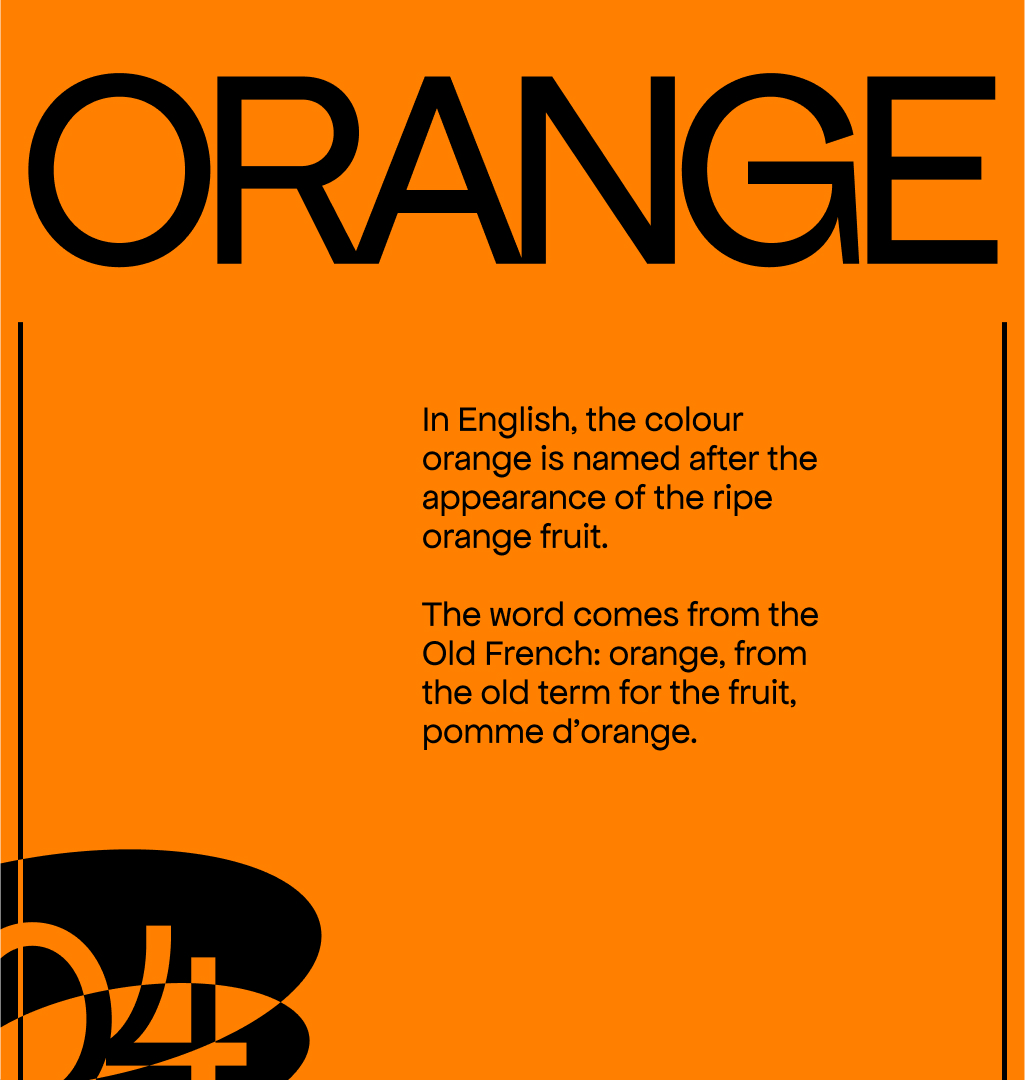 ORANGE
In English, the colour
orange is named after the
appearance of the ripe
orange fruit.
The word comes from the
Old French: orange, from
the old term for the fruit,
pomme d’orange.
04